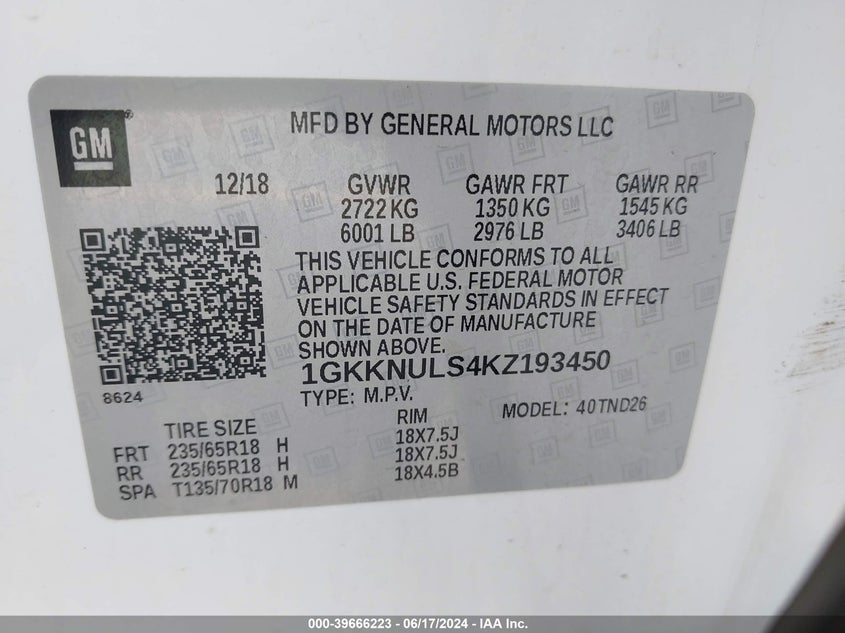 GM
MFD BY GENERAL MOTORS LLC
12/18 GVWR GAWR FRT GAWR RR
2722 KG 1350 KG 1545 KG
6001 LB 2976 LB 3406 LB
THIS VEHICLE CONFORMS TO ALL
APPLICABLE U.S. FEDERAL MOTOR
VEHICLE SAFETY STANDARDS IN EFFECT
ON THE DATE OF MANUFACTURE
SHOWN ABOVE.
1GKKNULS4KZ193450
8624
TYPE: M.P.V. MODEL: 40TND26
TIRE SIZE RIM
FRT 235/65R18 H 18X7.5J
RR 235/65R18 H 18X7.5J
SPA T135/70R18 M 18X4.5B
000-39666223 - 06/17/2024 - IAA Inc.